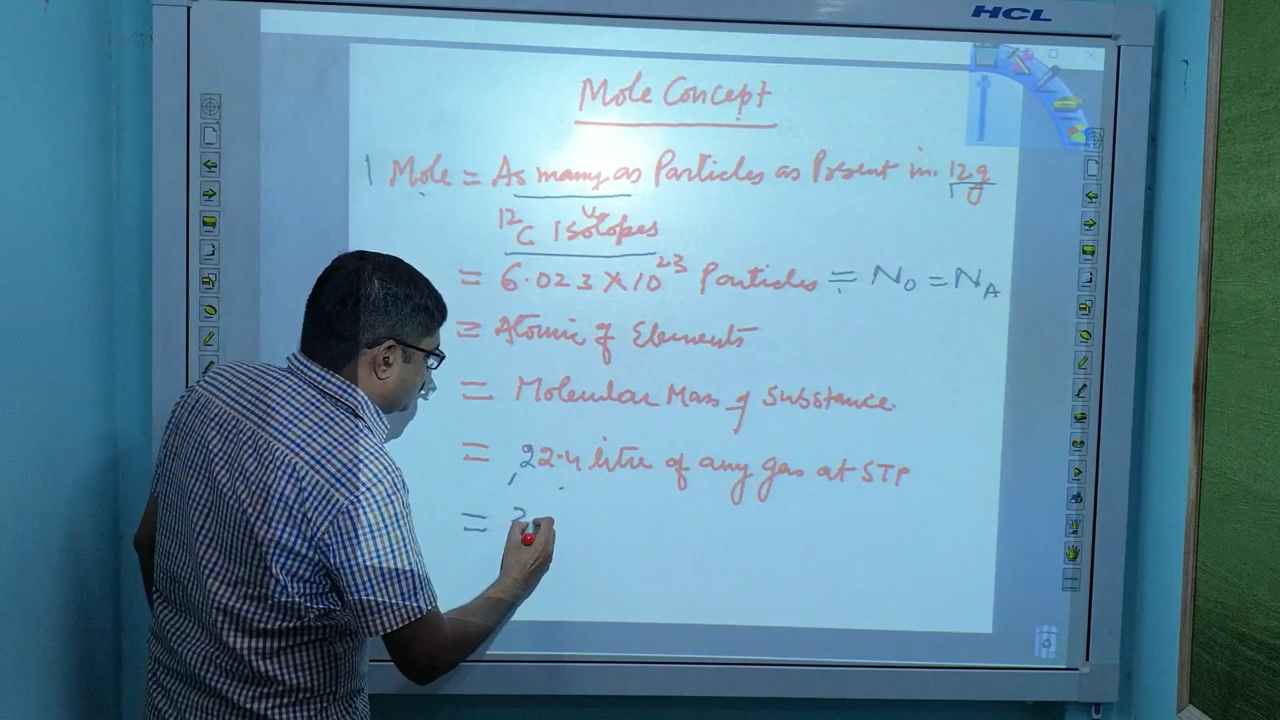 HCL
Mole Concept
1 Mole = As many as Particles as Present in 12g
12C Isotopes
= 6.023 X 10^23 Particles = N0 = NA
= Atomic of Elements
= Molecular Mass of Substance.
= 22.4 litre of any gas at STP
= 2